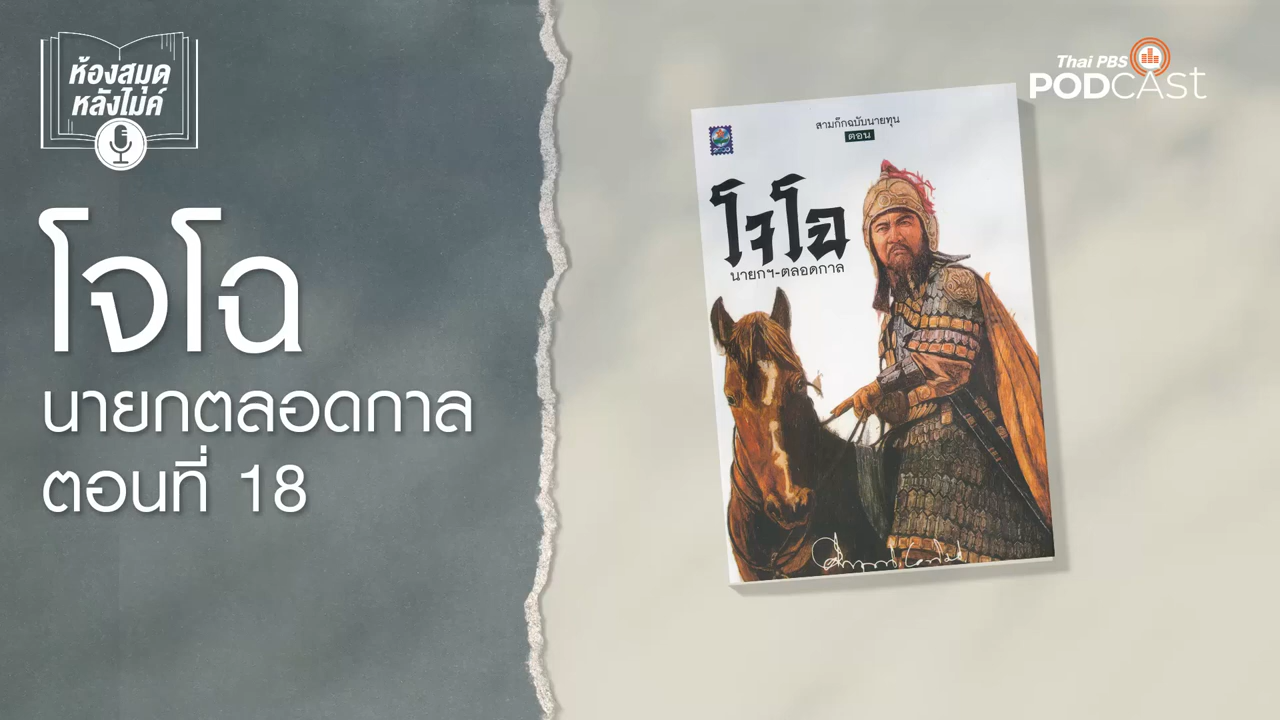 ห้องสมุด
หลังไมค์
โจโฉ
นายกตลอดกาล
ตอนที่ 18
Thai PBS
PODCAST
สามก๊กฉบับนายทุน
ตอน
โจโฉ
นายกฯ-ตลอดกาล